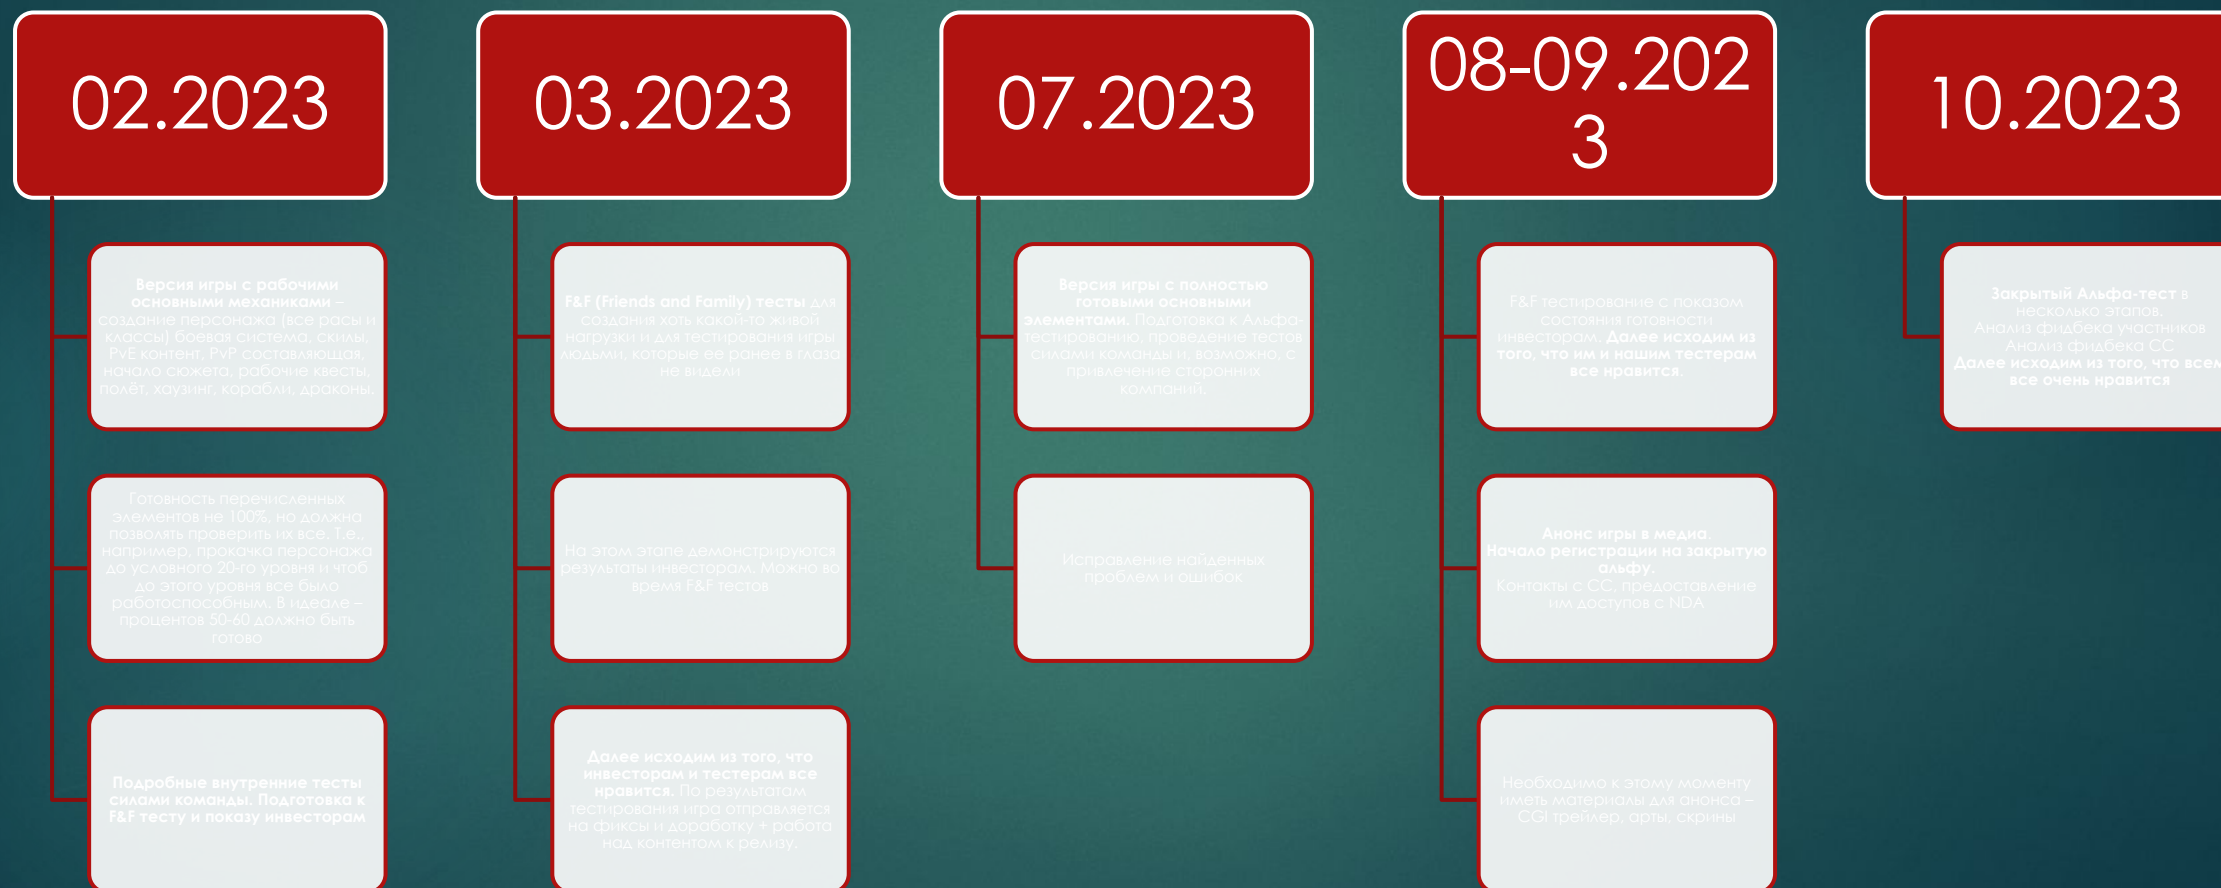 02.2023
Версия игры с рабочими
основными механиками –
создание персонажа (все расы и
классы) боевая система, скилы,
PvE контент, PvP составляющая,
начало сюжета, рабочие квесты.
полёт, хаузинг, корабли, драконы.
Готовность перечисленных
элементов не 100%, но должна
позволять проверить их все. Т.е.,
например, прокачка персонажа
до условного 20-го уровня и чтоб
до этого уровня все было
работоспособным. В идеале –
процентов 50-60 должно быть
готово
Подробные внутренние тесты
силами команды. Подготовка к
F&F тесту и показу инвесторам
03.2023
F&F (Friends and Family) тесты для
создания хоть какой-то живой
нагрузки и для тестирования игры
людьми, которые ее ранее в глаза
не видели
На этом этапе демонстрируются
результаты инвесторам. Можно во
время F&F тестов
Далее исходим из того, что
инвесторам и тестерам все
нравится. По результатам
тестирования игра отправляется
на фиксы и доработку + работа
над контентом к релизу.
07.2023
Версия игры с полностью
готовыми основными
элементами. Подготовка к Альфа-
тестированию, проведение тестов
силами команды и, возможно, с
привлечение сторонних
компаний.
Исправление найденных
проблем и ошибок
08-09.202
3
F&F тестирование с показом
состояния готовности
инвесторам. Далее исходим из
того, что им и нашим тестерам
все нравится.
Анонс игры в медиа.
Начало регистрации на закрытую
альфу.
Контакты с СС, предоставление
им доступов с NDA
Необходимо к этому моменту
иметь материалы для анонса –
CGI трейлер, арты, скрины
10.2023
Закрытый Альфа-тест в
несколько этапов.
Анализ фидбека участников
Анализ фидбека СС
Далее исходим из того, что всем
все очень нравится